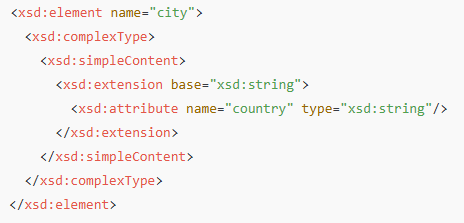 <xsd:element name="city">
<xsd:complexType>
<xsd:simpleContent>
<xsd:extension base="xsd:string">
<xsd:attribute name="country" type="xsd:string"/>
</xsd:extension>
</xsd:simpleContent>
</xsd:complexType>
</xsd:element>